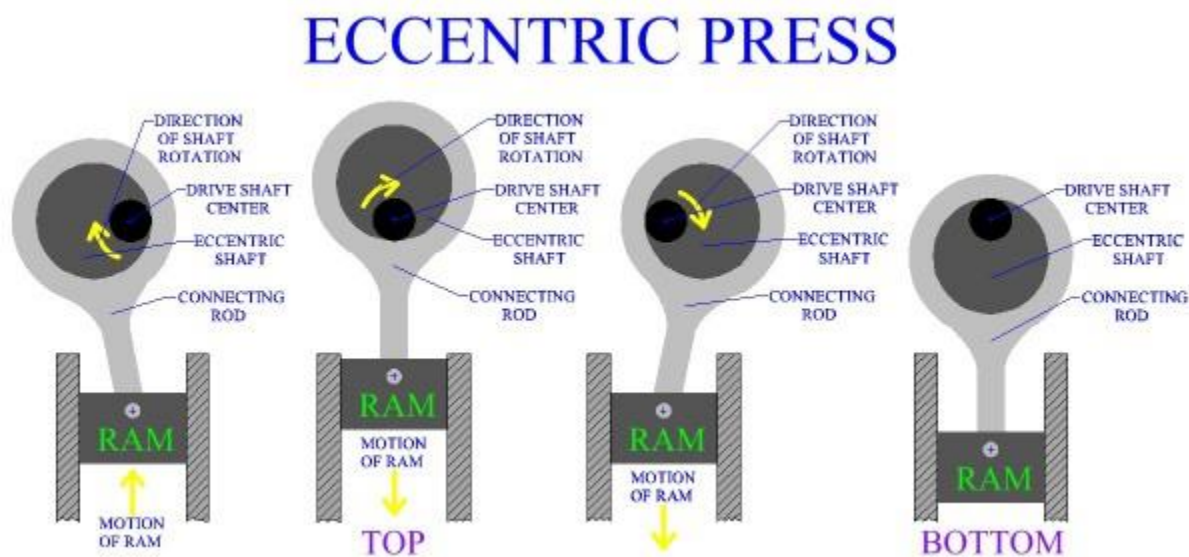 ECCENTRIC PRESS
DIRECTION
OF SHAFT
ROTATION
DRIVE SHAFT
CENTER
ECCENTRIC
SHAFT
CONNECTING
ROD
RAM
MOTION
OF RAM
DIRECTION
OF SHAFT
ROTATION
DRIVE SHAFT
CENTER
ECCENTRIC
SHAFT
CONNECTING
ROD
RAM
MOTION
OF RAM
TOP
DIRECTION
OF SHAFT
ROTATION
DRIVE SHAFT
CENTER
ECCENTRIC
SHAFT
CONNECTING
ROD
RAM
MOTION
OF RAM
DRIVE SHAFT
CENTER
ECCENTRIC
SHAFT
CONNECTING
ROD
RAM
BOTTOM